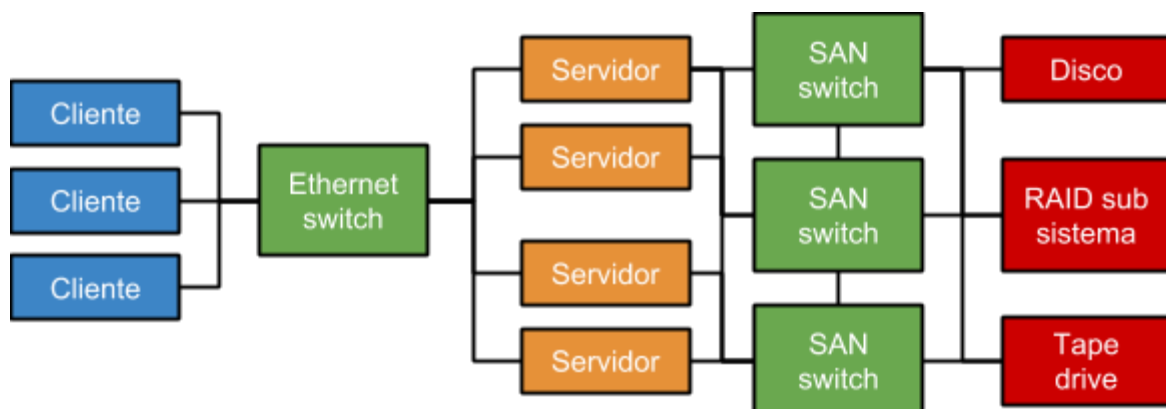 Cliente
Cliente
Cliente
Ethernet
switch
Servidor
Servidor
Servidor
Servidor
SAN
switch
SAN
switch
SAN
switch
Disco
RAID sub
sistema
Tape
drive